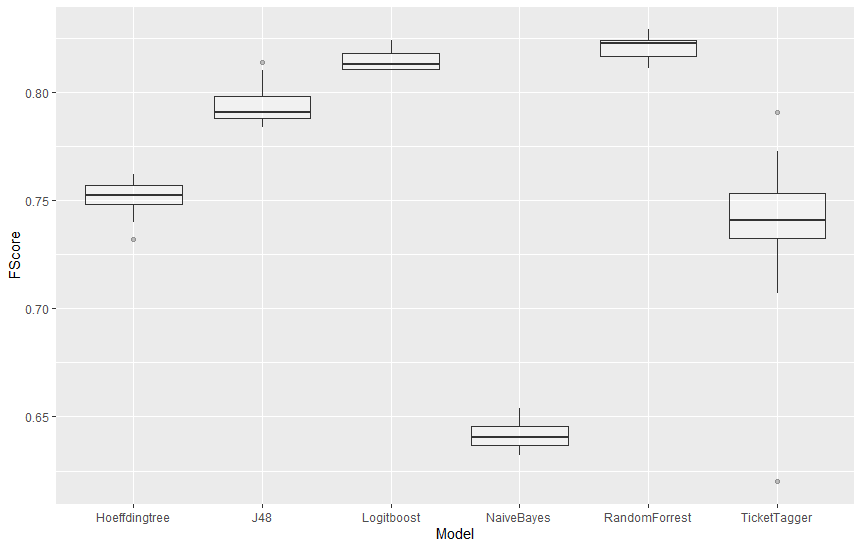 FScore
0.80
0.75
0.70
0.65
Hoeffdingtree J48 Logitboost NaiveBayes RandomForrest TicketTagger
Model